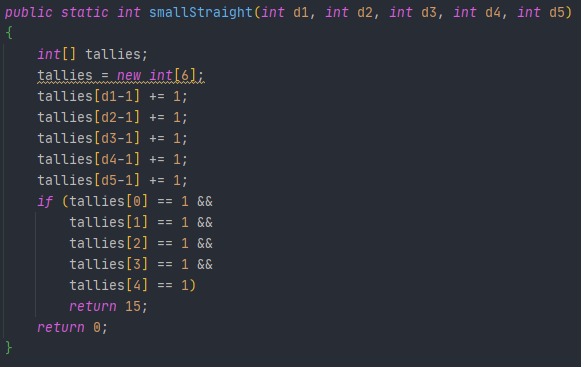 public static int smallStraight(int d1, int d2, int d3, int d4, int d5)
{
    int[] tallies;
    tallies = new int[6];
    tallies[d1-1] += 1;
    tallies[d2-1] += 1;
    tallies[d3-1] += 1;
    tallies[d4-1] += 1;
    tallies[d5-1] += 1;
    if (tallies[0] == 1 &&
        tallies[1] == 1 &&
        tallies[2] == 1 &&
        tallies[3] == 1 &&
        tallies[4] == 1)
        return 15;
    return 0;
}